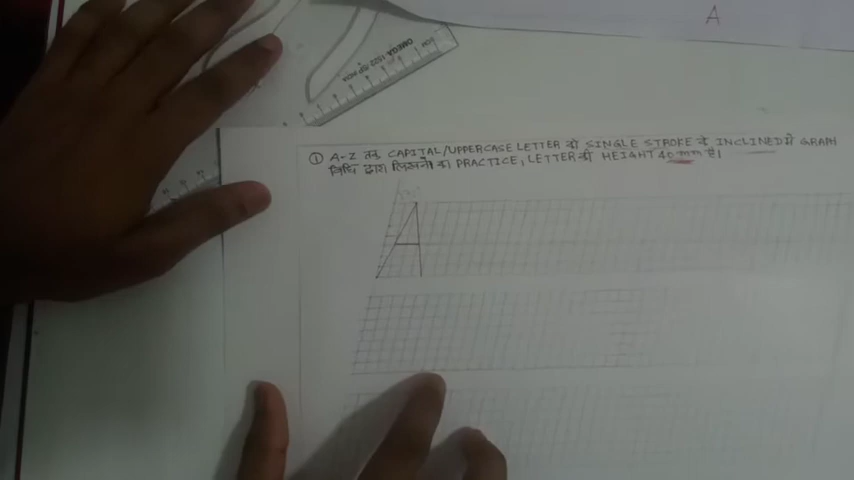 A
① A-Z तक CAPITAL/UPPERCASE LETTER को SINGLE STROKE के INCLINED में GRAPH
विधि द्वारा लिखने का PRACTICE, LETTER की HEIGHT 40 mm है।
A